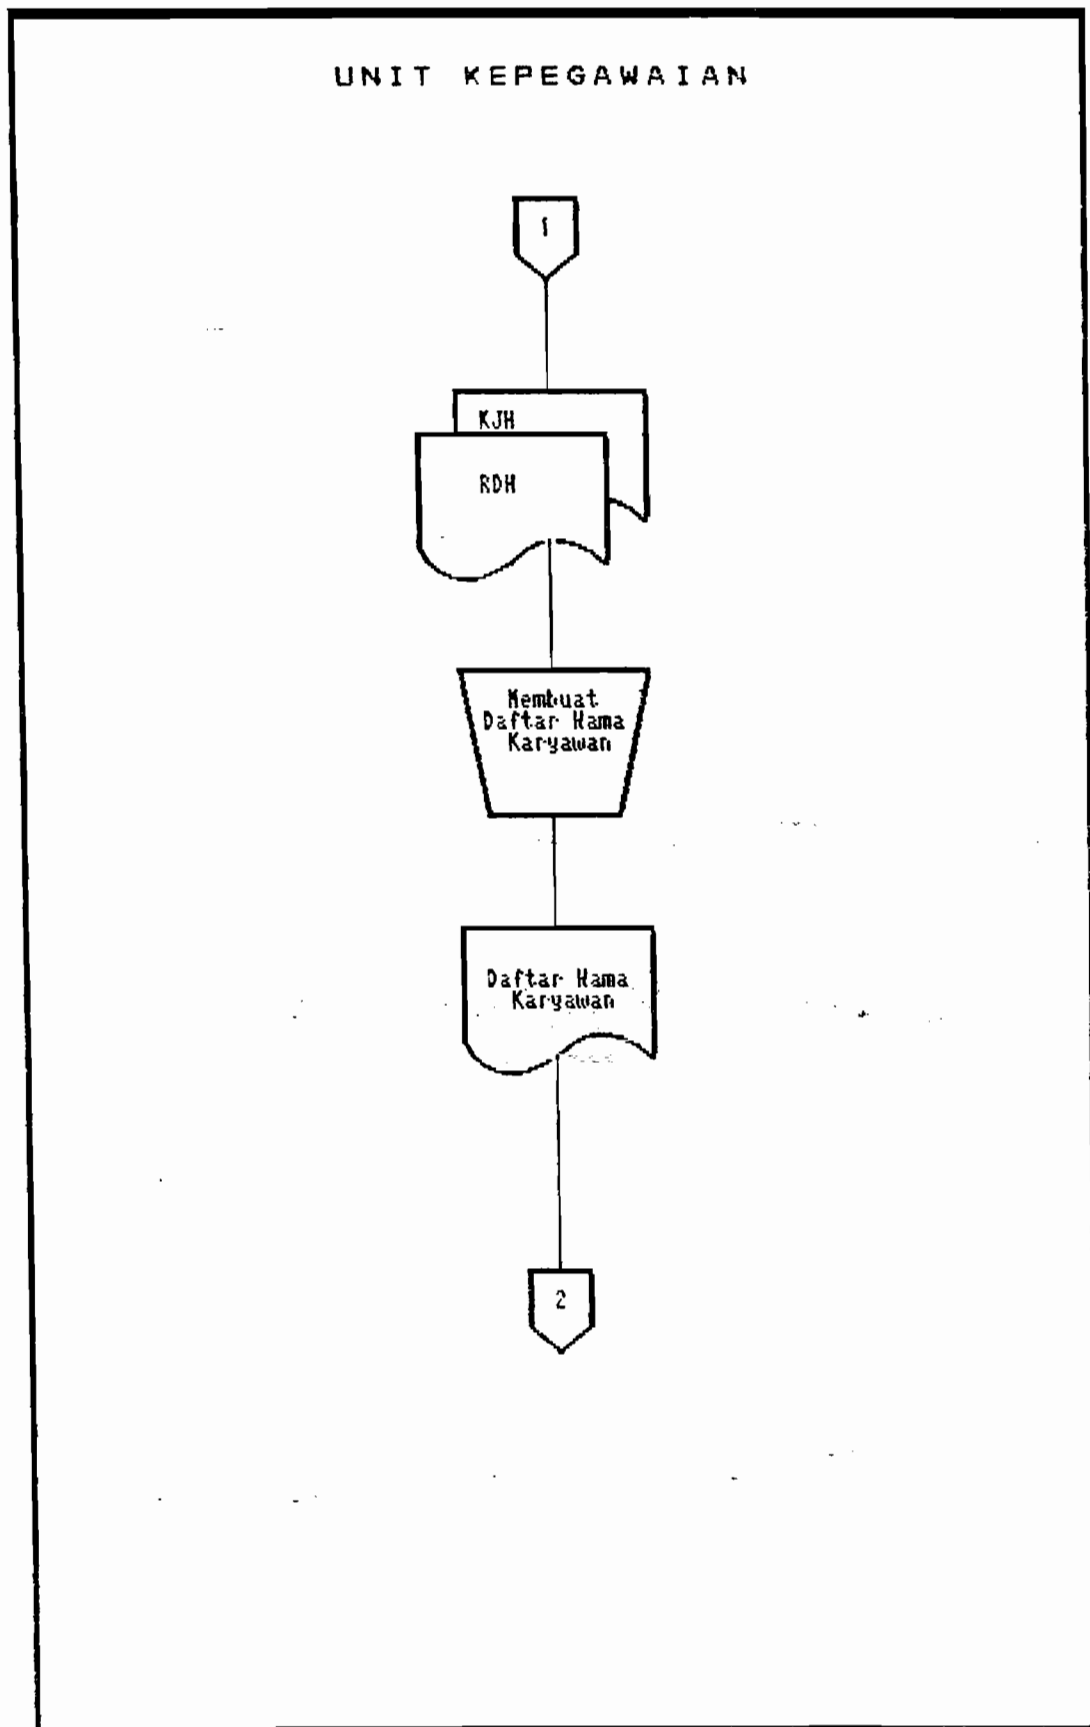 UNIT KEPEGAWAIAN
1
KJH
RDH
Membuat
Daftar Nama
Karyawan
Daftar Nama
Karyawan
2